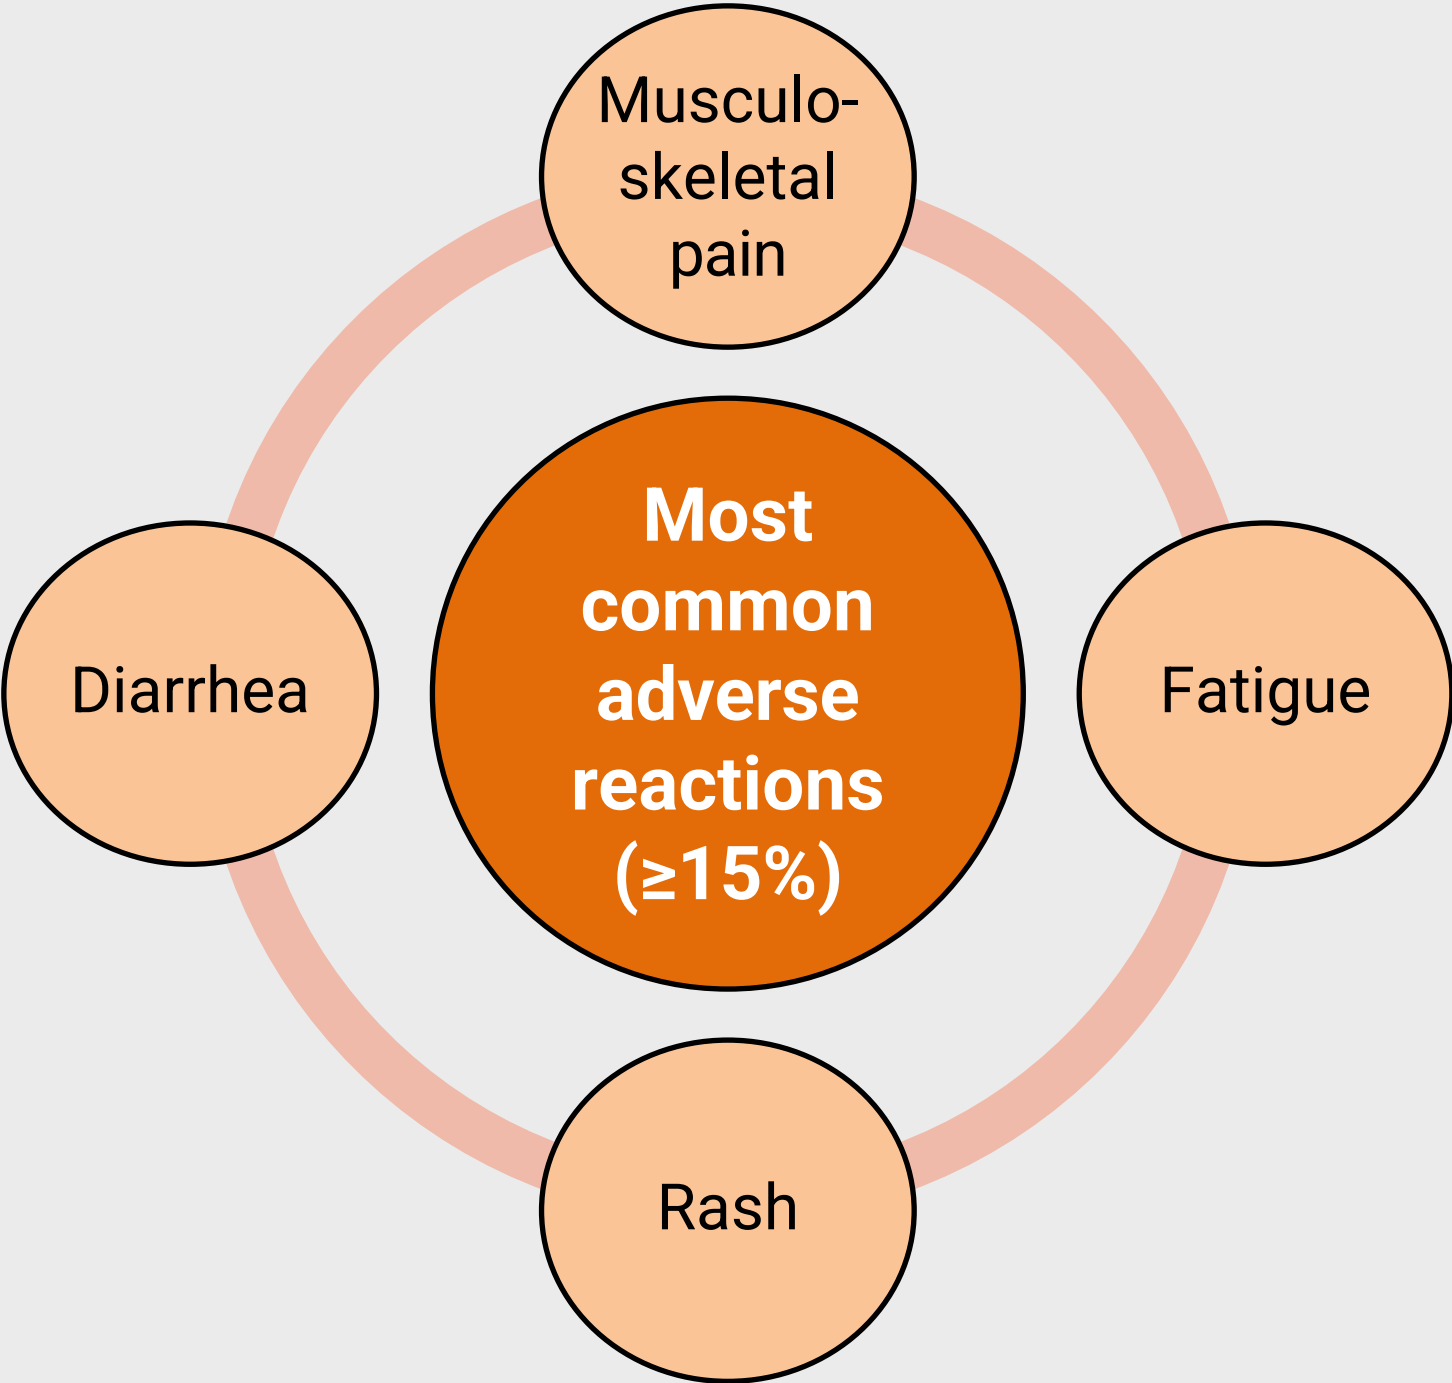 Musculo-
skeletal
pain
Most
common
adverse
reactions
(≥15%)
Diarrhea
Fatigue
Rash